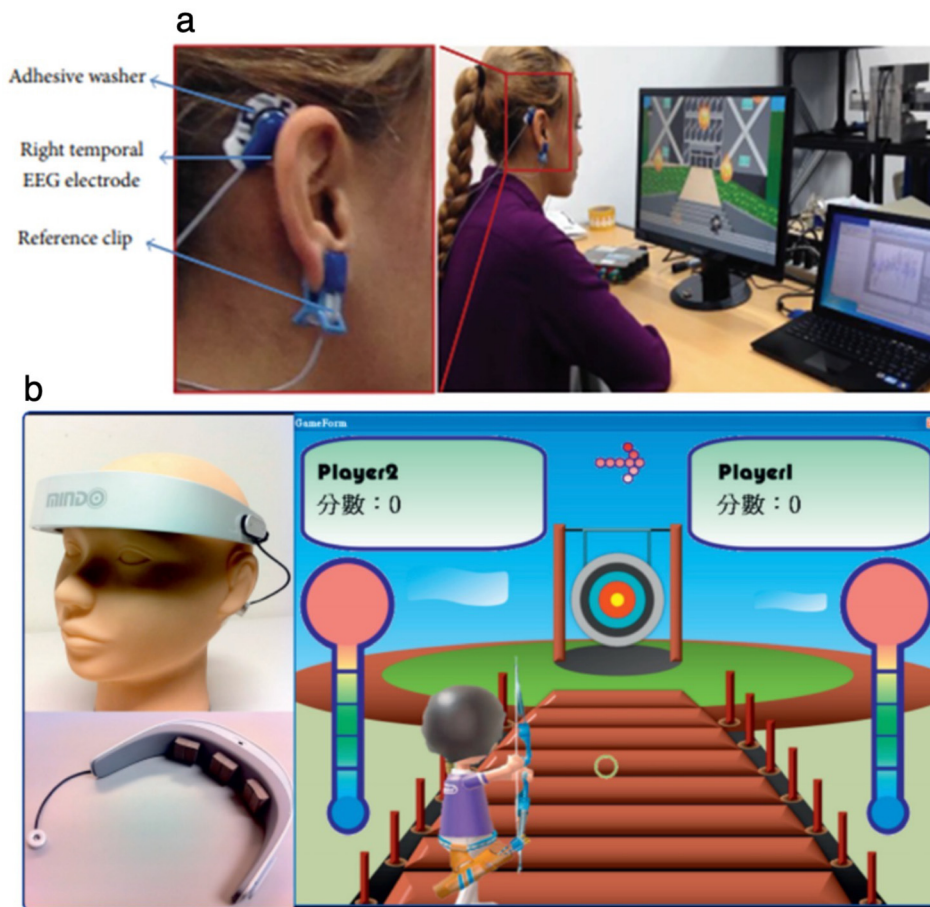 a
Adhesive washer
Right temporal
EEG electrode
Reference clip
b
MINDO
GameForm
Player2
分數：0
Player1
分數：0